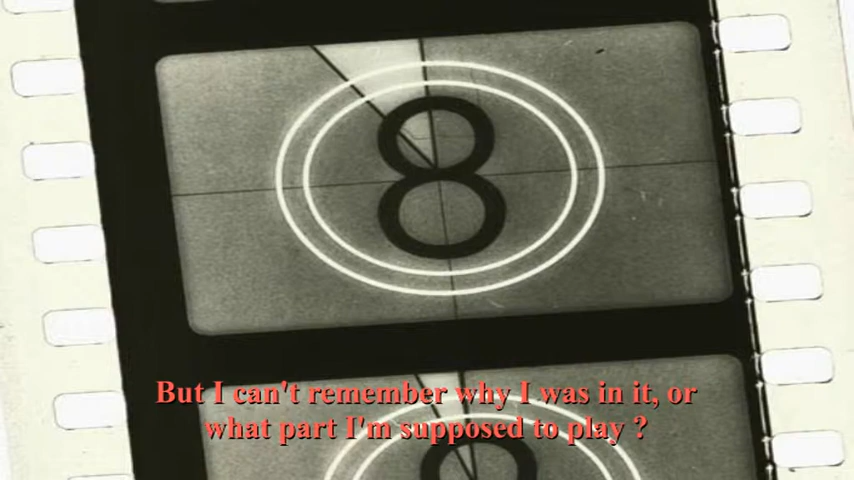 8
But I can't remember why I was in it, or
what part I'm supposed to play ?